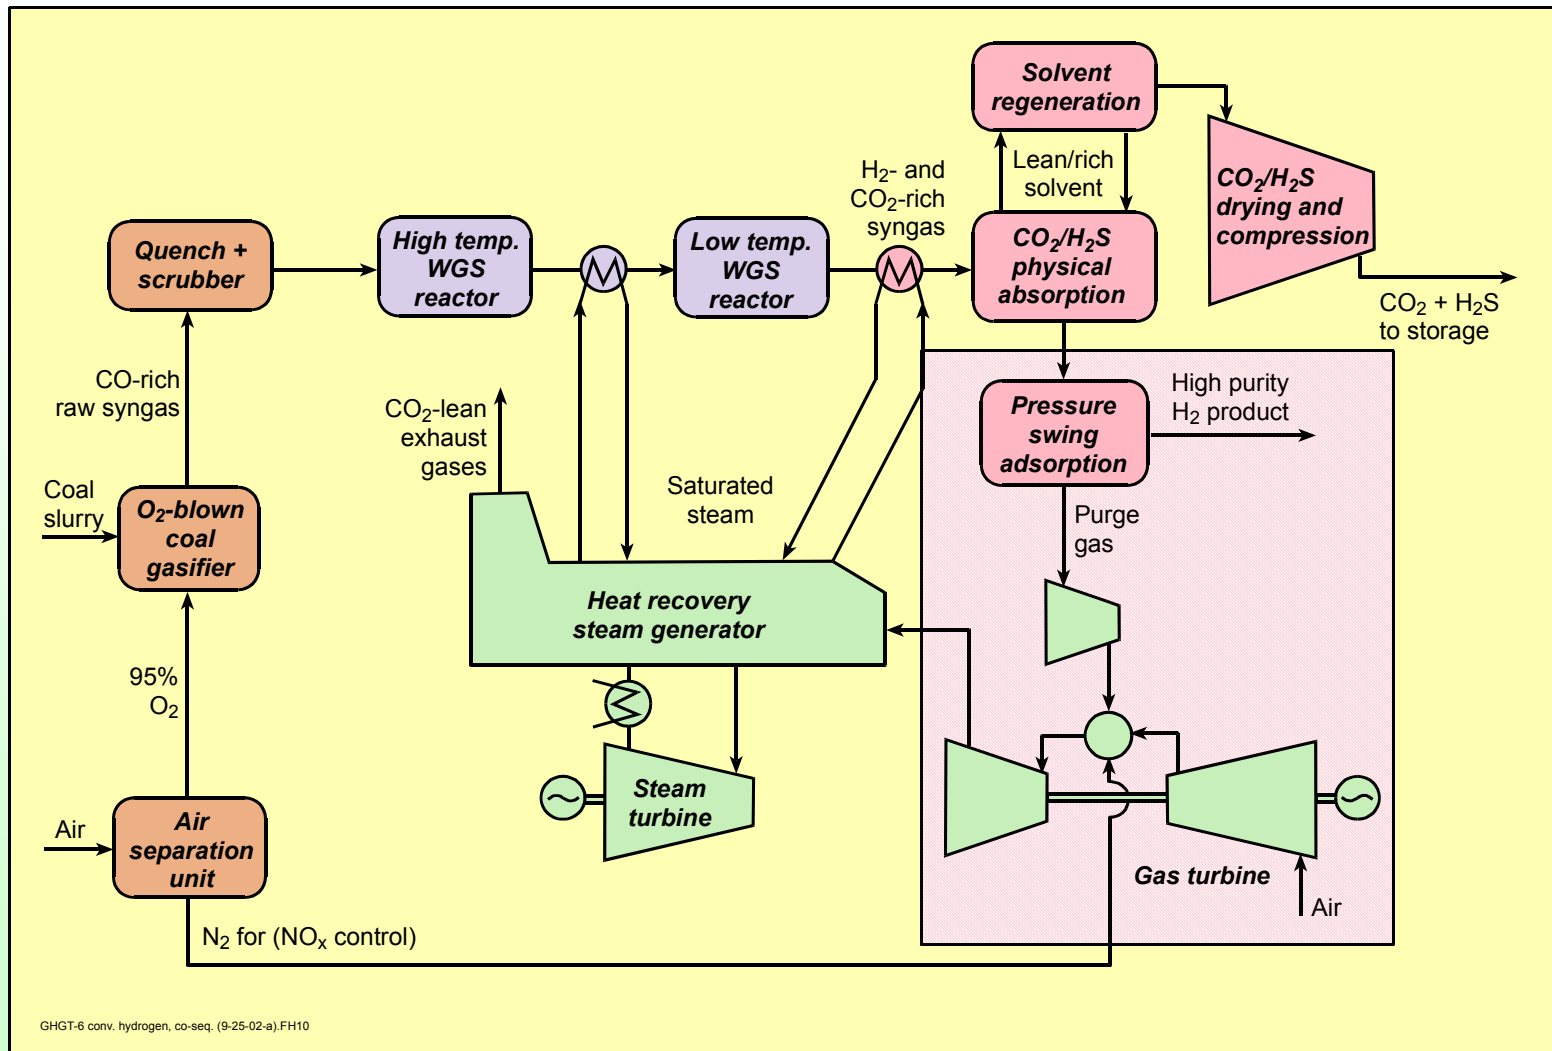 Solvent
regeneration
Lean/rich
solvent
CO2/H2S
drying and
compression
CO2 + H2S
to storage
H2- and
CO2-rich
syngas
Quench +
scrubber
High temp.
WGS
reactor
Low temp.
WGS
reactor
CO2/H2S
physical
absorption
CO-rich
raw syngas
CO2-lean
exhaust
gases
Saturated
steam
Pressure
swing
adsorption
High purity
H2 product
Purge
gas
Coal
slurry
O2-blown
coal
gasifier
Heat recovery
steam generator
95%
O2
Steam
turbine
Air
Air
separation
unit
Gas turbine
Air
N2 for (NOx control)
GHGT-6 conv. hydrogen, co-seq. (9-25-02-a).FH10